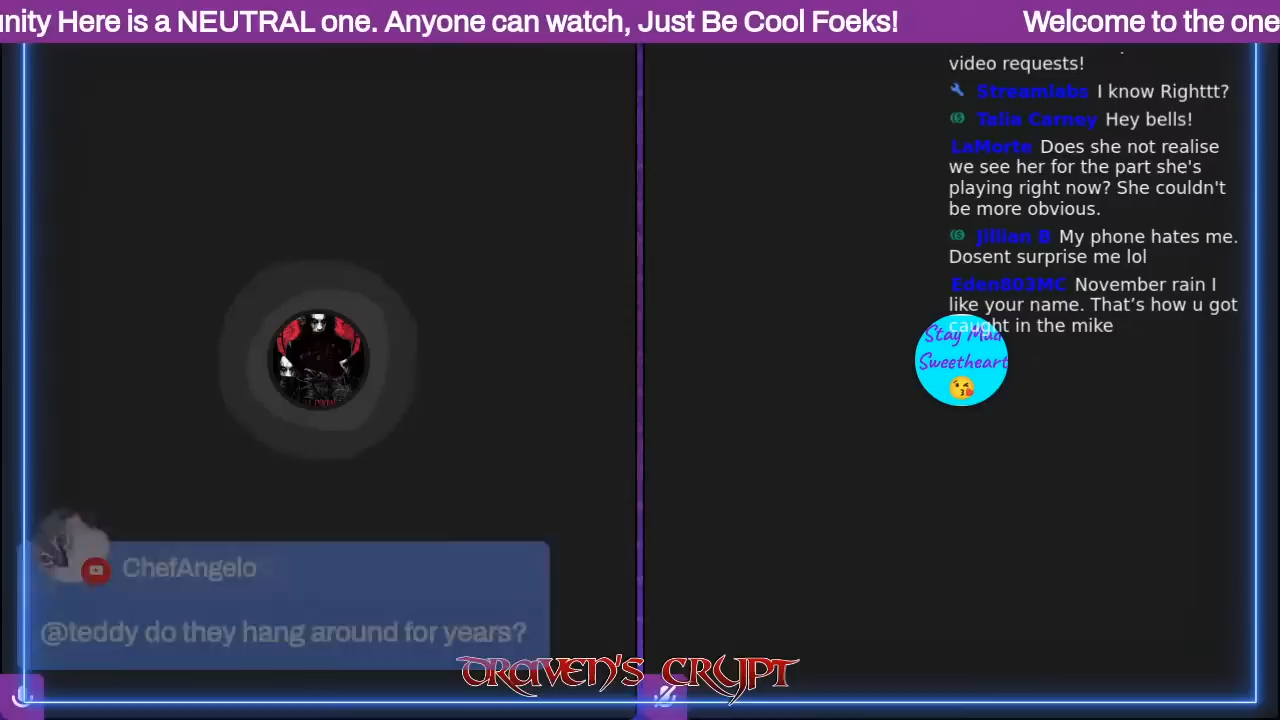 unity Here is a NEUTRAL one. Anyone can watch, Just Be Cool Foeks! Welcome to the one
video requests!
Streamlabs I know Righttt?
Talia Carney Hey bells!
LaMorte Does she not realise
we see her for the part she's
playing right now? She couldn't
be more obvious.
Jillian B My phone hates me.
Dosent surprise me lol
Eden803MC November rain I
like your name. That’s how u got
caught in the mike
Stay Mad
Sweetheart
ChefAngelo
@teddy do they hang around for years?
DRAVEN'S CRYPT